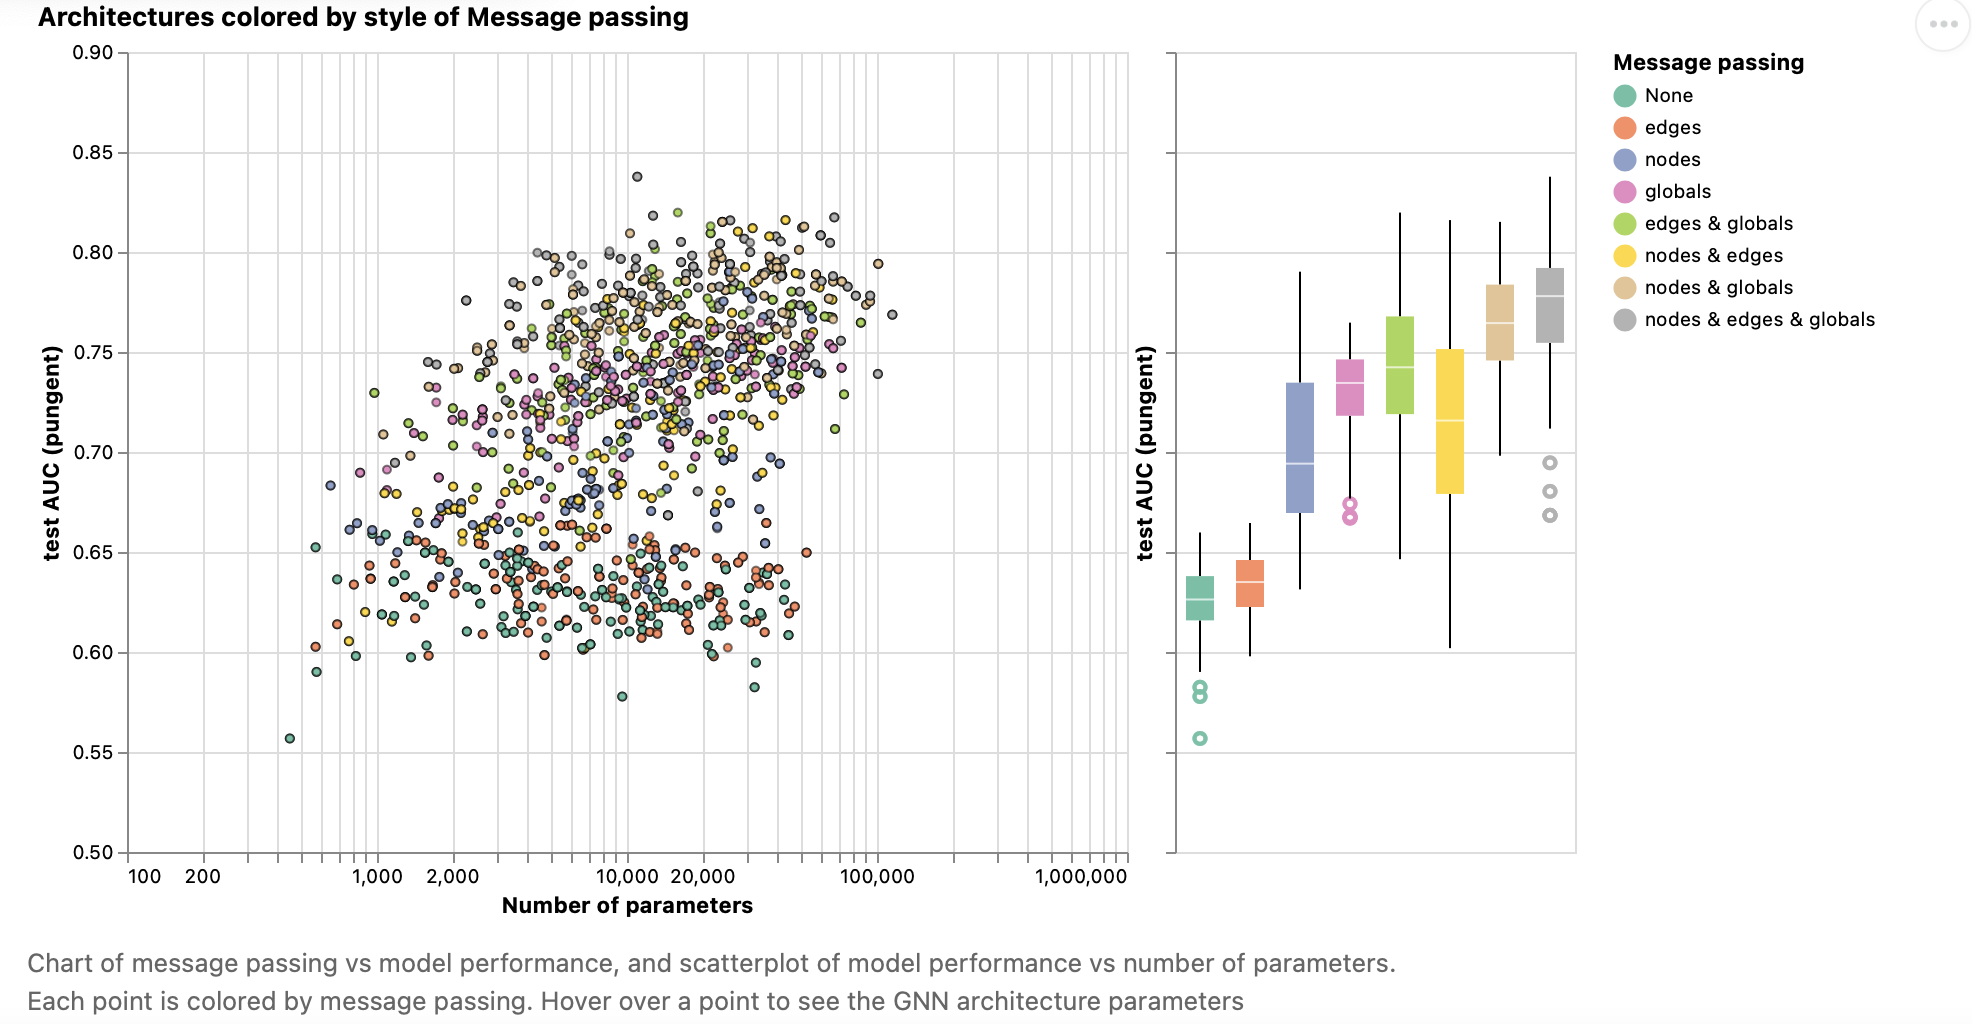 Architectures colored by style of Message passing
0.90
0.85
0.80
0.75
0.70
0.65
0.60
0.55
0.50
test AUC (pungent)
100 200 1,000 2,000 10,000 20,000 100,000 1,000,000
Number of parameters
test AUC (pungent)
Message passing
None
edges
nodes
globals
edges & globals
nodes & edges
nodes & globals
nodes & edges & globals
Chart of message passing vs model performance, and scatterplot of model performance vs number of parameters.
Each point is colored by message passing. Hover over a point to see the GNN architecture parameters